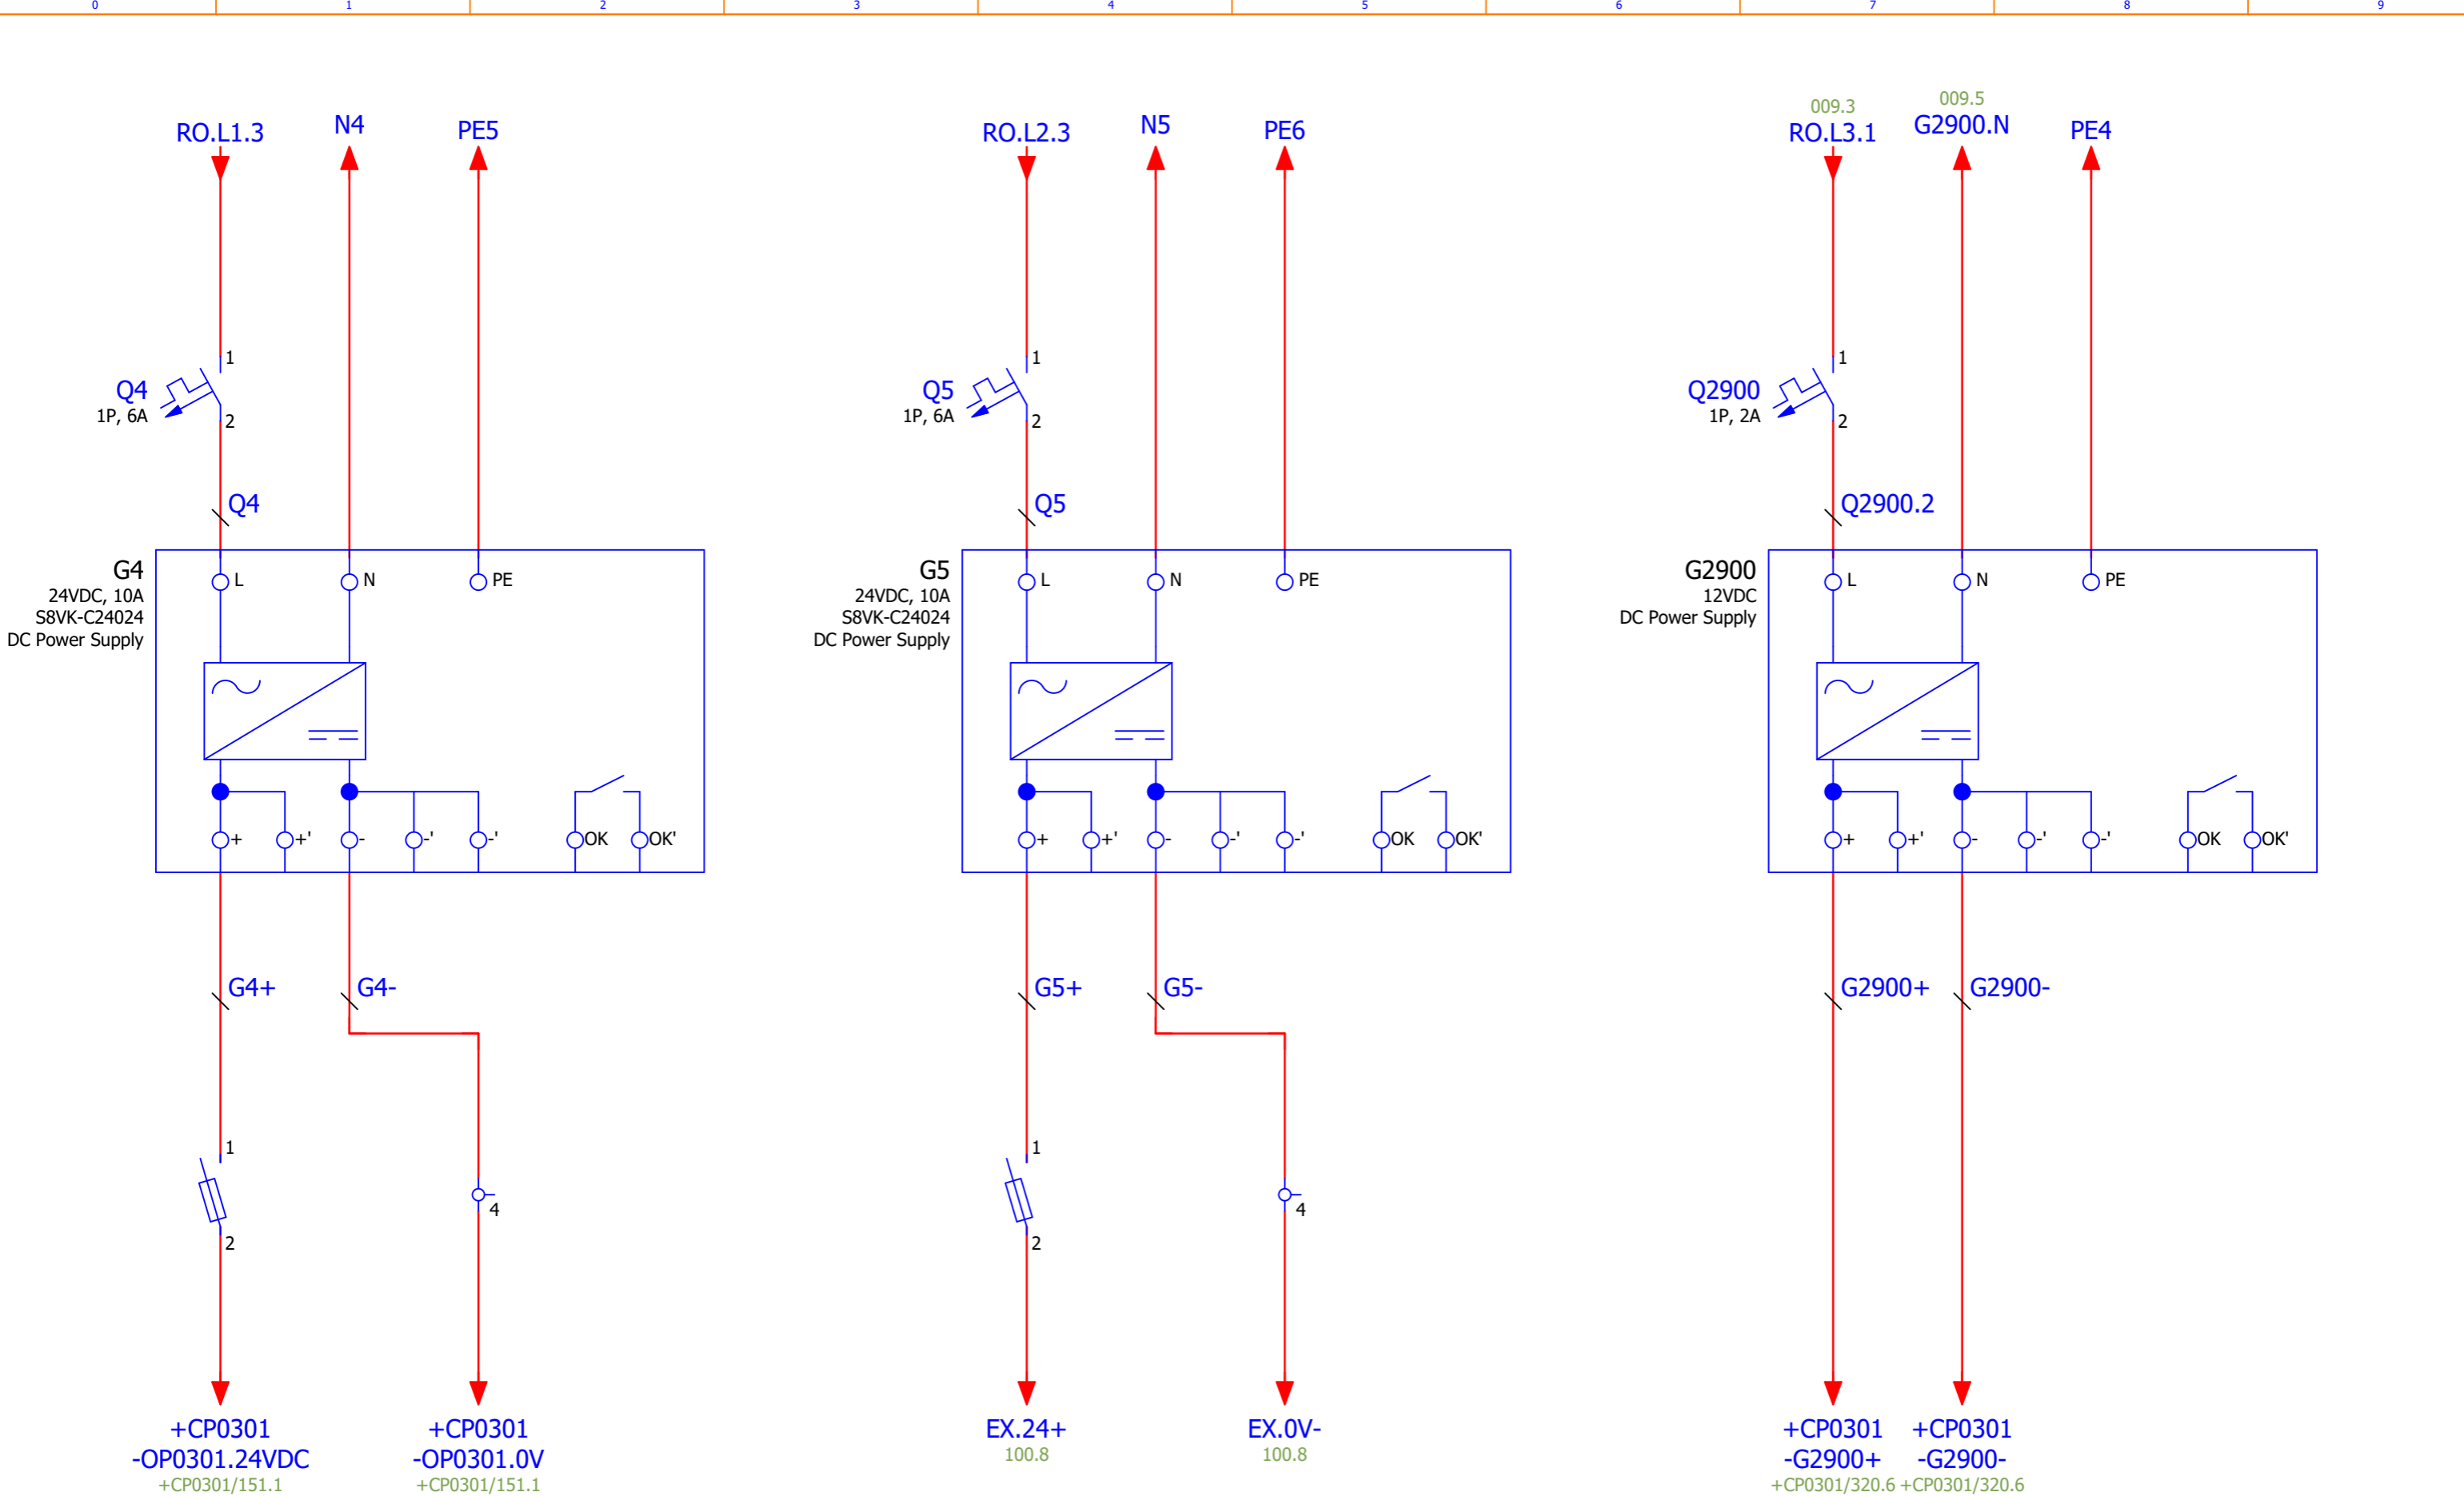 0 1 2 3 4 5 6 7 8 9
009.3 009.5
RO.L1.3 N4 PE5 RO.L2.3 N5 PE6 RO.L3.1 G2900.N PE4
1 1 1
Q4 Q5 Q2900
1P, 6A 1P, 6A 1P, 2A
2 2 2
Q4 Q5 Q2900.2
G4 G5 G2900
L N PE L N PE L N PE
24VDC, 10A 24VDC, 10A 12VDC
S8VK-C24024 S8VK-C24024 DC Power Supply
DC Power Supply DC Power Supply
+ +' - -' -' OK OK' + +' - -' -' OK OK' + +' - -' -' OK OK'
G4+ G4- G5+ G5- G2900+ G2900-
1 1
4 4
2 2
+CP0301 +CP0301 EX.24+ EX.0V- +CP0301 +CP0301
-OP0301.24VDC -OP0301.0V 100.8 100.8 -G2900+ -G2900-
+CP0301/151.1 +CP0301/151.1 +CP0301/320.6 +CP0301/320.6